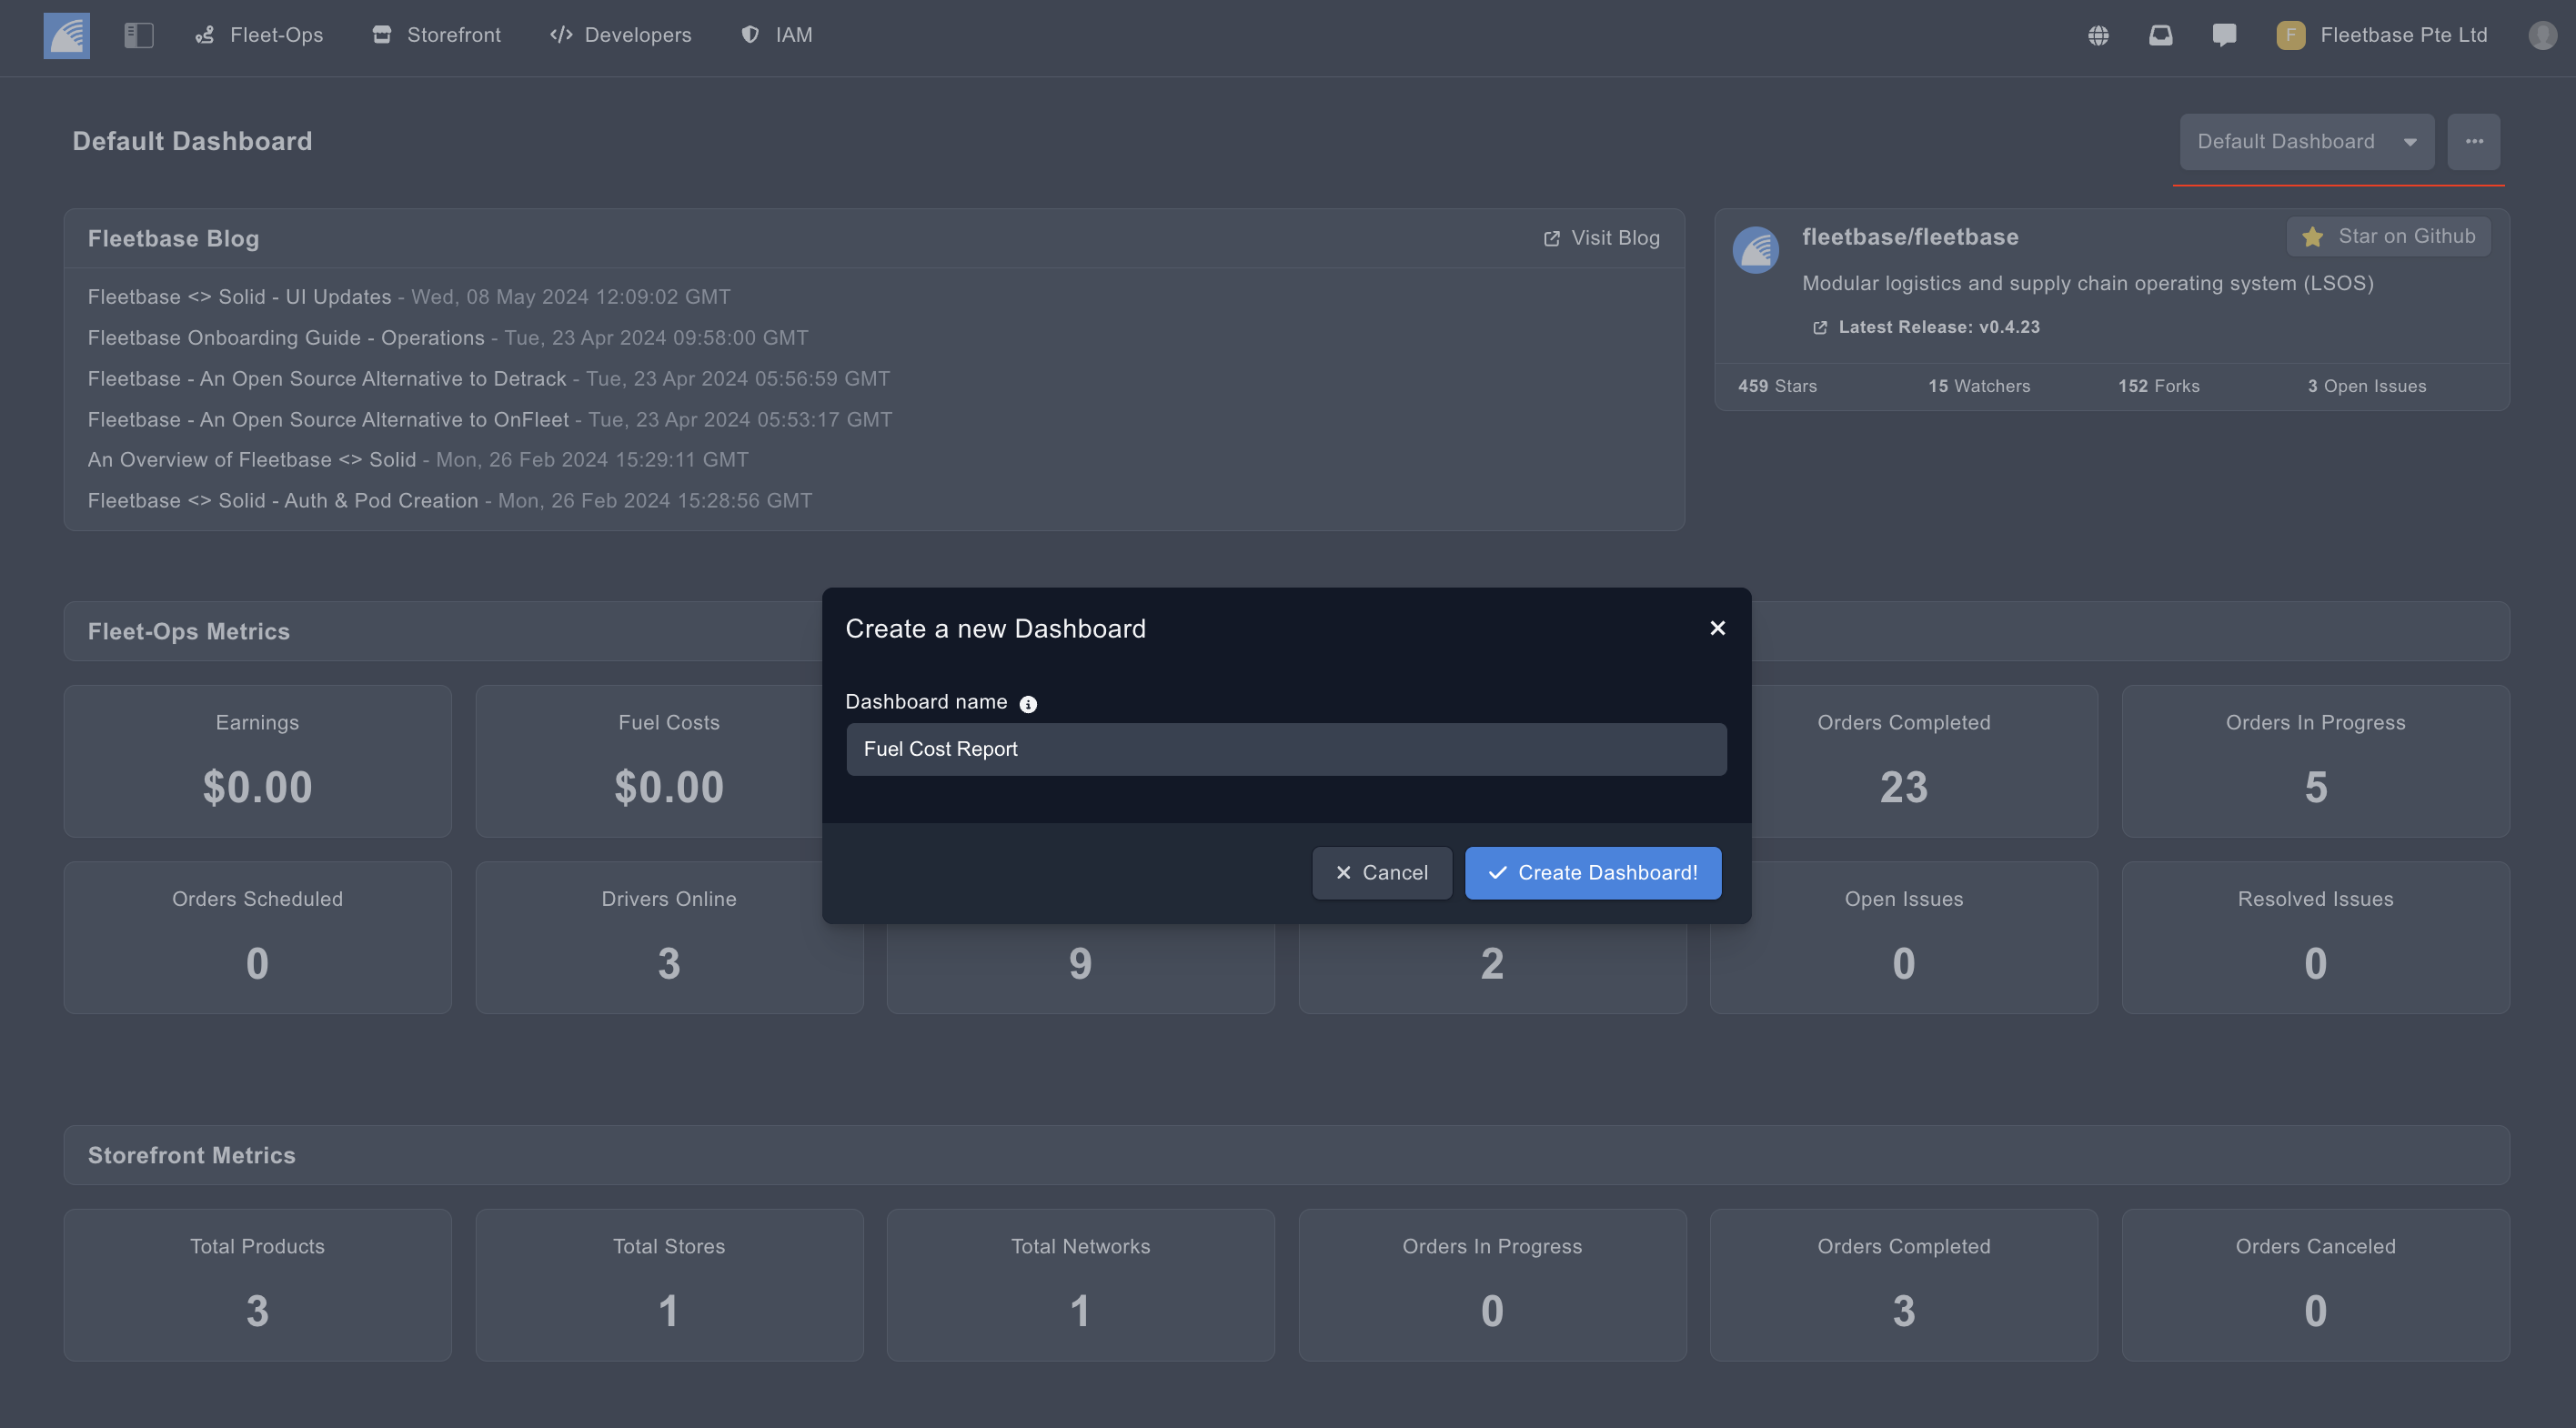 Fleet-Ops Storefront Developers IAM F Fleetbase Pte Ltd
Default Dashboard Default Dashboard
Fleetbase Blog Visit Blog
Fleetbase <> Solid - UI Updates - Wed, 08 May 2024 12:09:02 GMT
Fleetbase Onboarding Guide - Operations - Tue, 23 Apr 2024 09:58:00 GMT
Fleetbase - An Open Source Alternative to Detrack - Tue, 23 Apr 2024 05:56:59 GMT
Fleetbase - An Open Source Alternative to OnFleet - Tue, 23 Apr 2024 05:53:17 GMT
An Overview of Fleetbase <> Solid - Mon, 26 Feb 2024 15:29:11 GMT
Fleetbase <> Solid - Auth & Pod Creation - Mon, 26 Feb 2024 15:28:56 GMT
fleetbase/fleetbase Star on Github
Modular logistics and supply chain operating system (LSOS)
Latest Release: v0.4.23
459 Stars 15 Watchers 152 Forks 3 Open Issues
Fleet-Ops Metrics
Earnings Fuel Costs Orders Completed Orders In Progress
$0.00 $0.00 23 5
Orders Scheduled Drivers Online Open Issues Resolved Issues
0 3 9 2 0 0
Create a new Dashboard
Dashboard name
Fuel Cost Report
Cancel Create Dashboard!
Storefront Metrics
Total Products Total Stores Total Networks Orders In Progress Orders Completed Orders Canceled
3 1 1 0 3 0